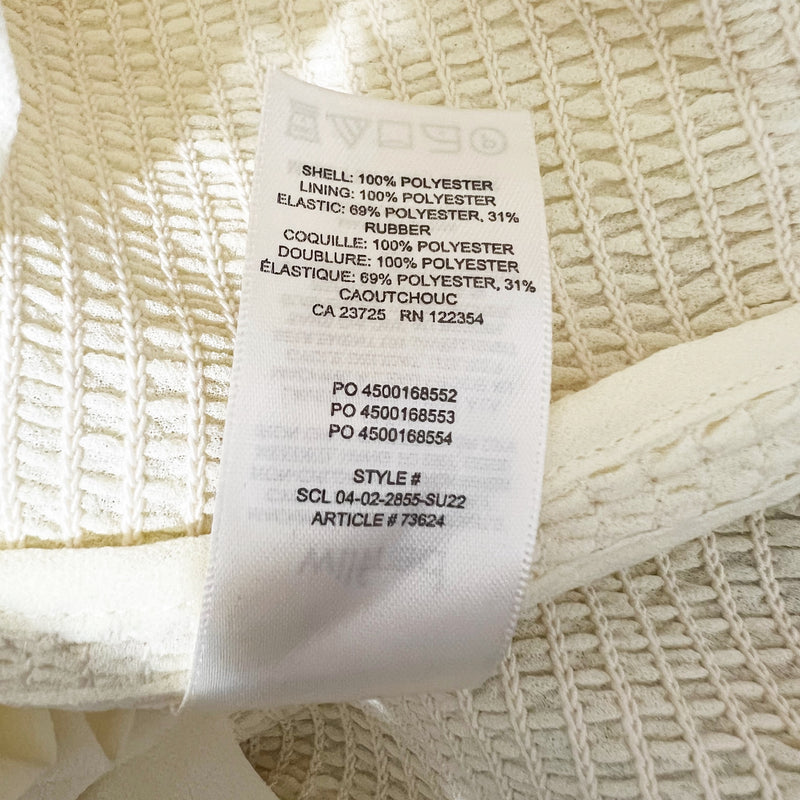 SHELL: 100% POLYESTER
LINING: 100% POLYESTER
ELASTIC: 69% POLYESTER, 31%
RUBBER
COQUILLE: 100% POLYESTER
DOUBLURE: 100% POLYESTER
ÉLASTIQUE: 69% POLYESTER, 31%
CAOUTCHOUC
CA 23725 RN 122354
PO 4500168552
PO 4500168553
PO 4500168554
STYLE #
SCL 04-02-2855-SU22
ARTICLE # 73624